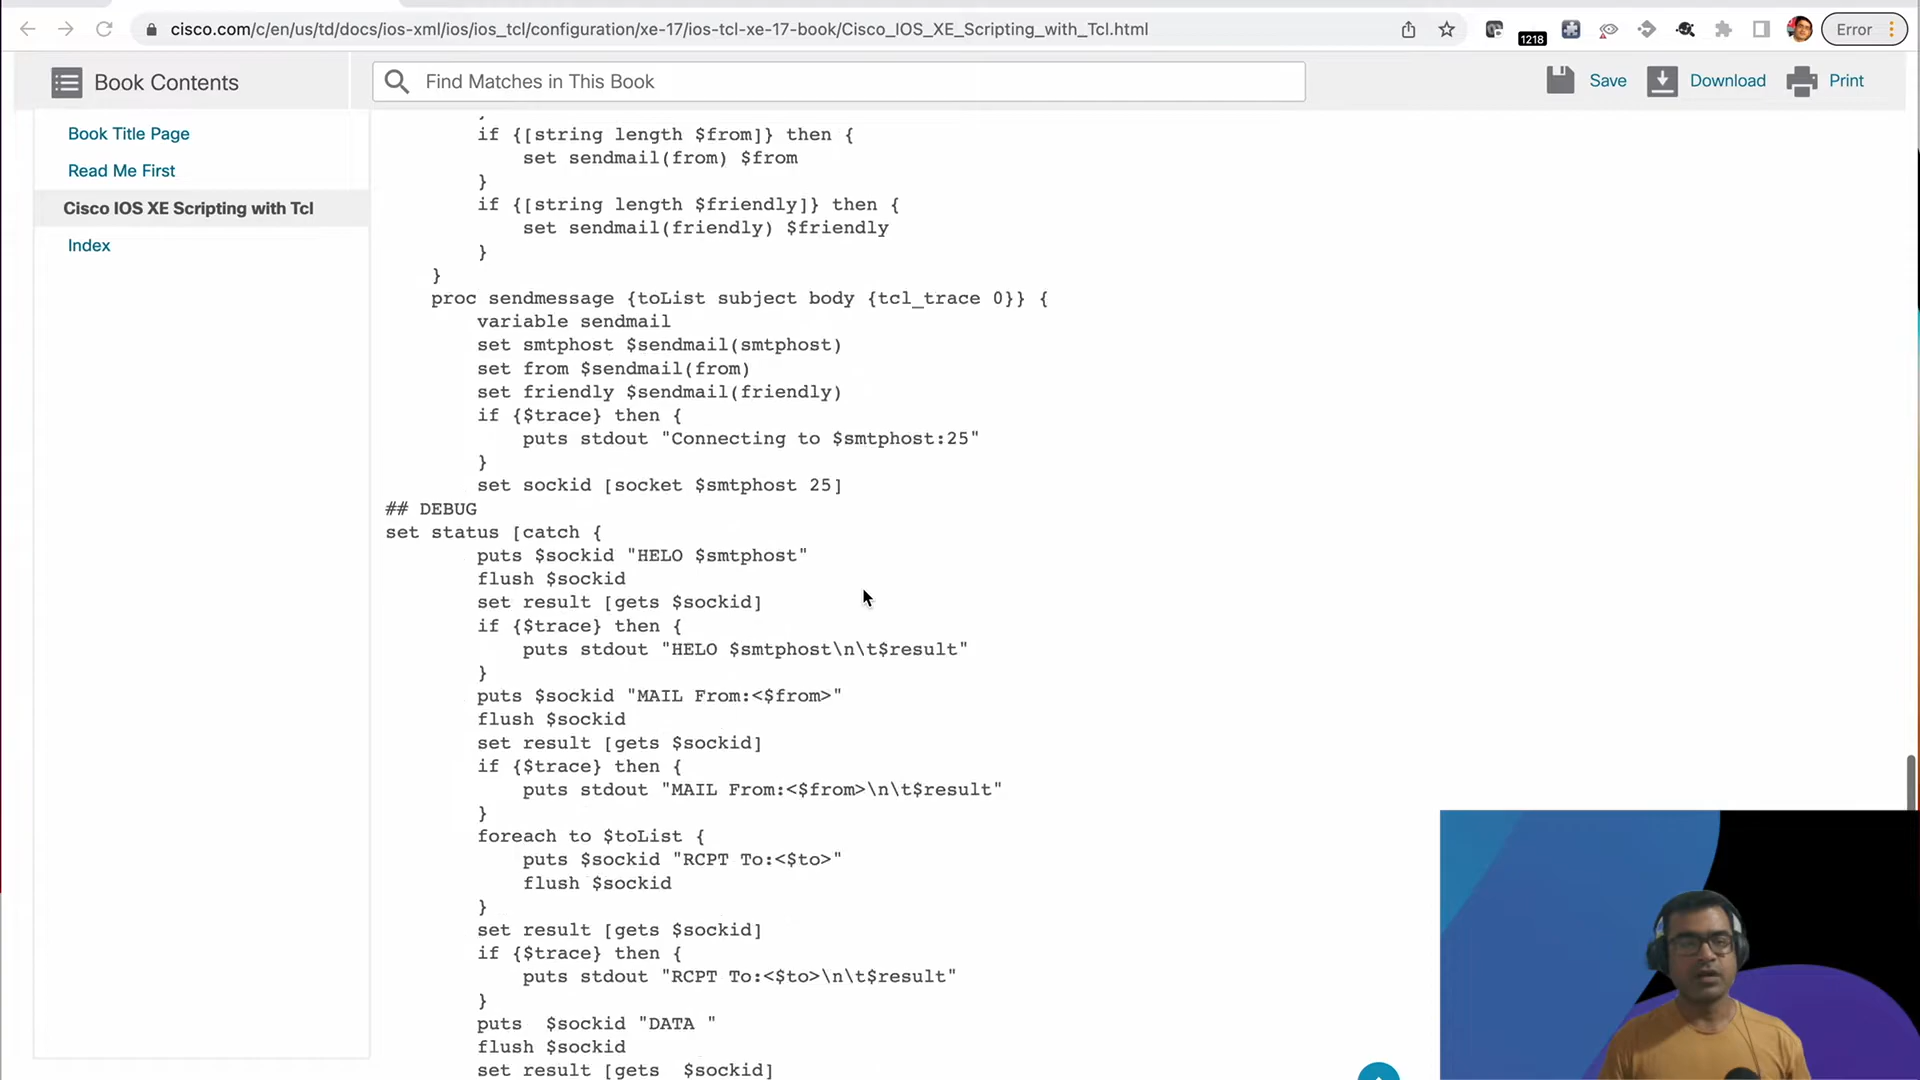 cisco.com/c/en/us/td/docs/ios-xml/ios/ios_tcl/configuration/xe-17/ios-tcl-xe-17-book/Cisco_IOS_XE_Scripting_with_Tcl.html
1218
Error
Book Contents
Find Matches in This Book
Save
Download
Print
Book Title Page
Read Me First
Cisco IOS XE Scripting with Tcl
Index
if {[string length $from]} then {
set sendmail(from) $from
}
if {[string length $friendly]} then {
set sendmail(friendly) $friendly
}
}
proc sendmessage {toList subject body {tcl_trace 0}} {
variable sendmail
set smtphost $sendmail(smtphost)
set from $sendmail(from)
set friendly $sendmail(friendly)
if {$trace} then {
puts stdout "Connecting to $smtphost:25"
}
set sockid [socket $smtphost 25]
## DEBUG
set status [catch {
puts $sockid "HELO $smtphost"
flush $sockid
set result [gets $sockid]
if {$trace} then {
puts stdout "HELO $smtphost\n\t$result"
}
puts $sockid "MAIL From:<$from>"
flush $sockid
set result [gets $sockid]
if {$trace} then {
puts stdout "MAIL From:<$from>\n\t$result"
}
foreach to $toList {
puts $sockid "RCPT To:<$to>"
flush $sockid
}
set result [gets $sockid]
if {$trace} then {
puts stdout "RCPT To:<$to>\n\t$result"
}
puts  $sockid "DATA "
flush $sockid
set result [gets  $sockid]